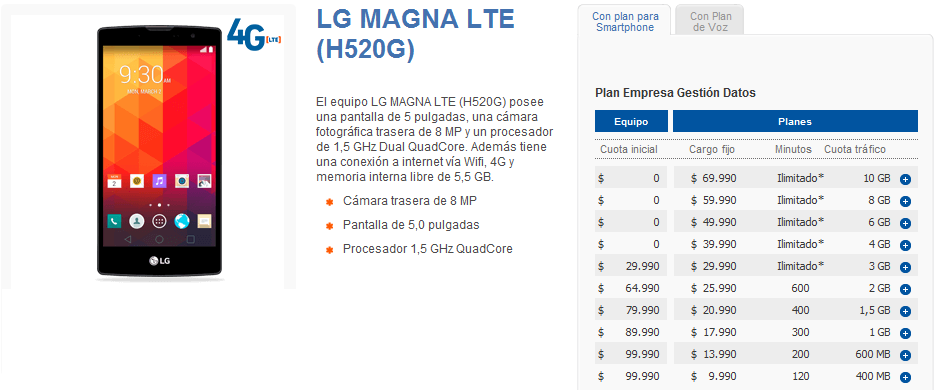 4G [LTE]
9:30 AM
MON, MARCH 2
LG
LG MAGNA LTE
(H520G)
El equipo LG MAGNA LTE (H520G) posee
una pantalla de 5 pulgadas, una cámara
fotográfica trasera de 8 MP y un procesador
de 1,5 GHz Dual QuadCore. Además tiene
una conexión a internet vía Wifi, 4G y
memoria interna libre de 5,5 GB.
Cámara trasera de 8 MP
Pantalla de 5,0 pulgadas
Procesador 1,5 GHz QuadCore
Con plan para
Smartphone
Con Plan
de Voz
Plan Empresa Gestión Datos
Equipo Planes
Cuota inicial Cargo fijo Minutos Cuota tráfico
$ 0 $ 69.990 Ilimitado* 10 GB
$ 0 $ 59.990 Ilimitado* 8 GB
$ 0 $ 49.990 Ilimitado* 6 GB
$ 0 $ 39.990 Ilimitado* 4 GB
$ 29.990 $ 29.990 Ilimitado* 3 GB
$ 64.990 $ 25.990 600 2 GB
$ 79.990 $ 20.990 400 1,5 GB
$ 89.990 $ 17.990 300 1 GB
$ 99.990 $ 13.990 200 600 MB
$ 99.990 $ 9.990 120 400 MB